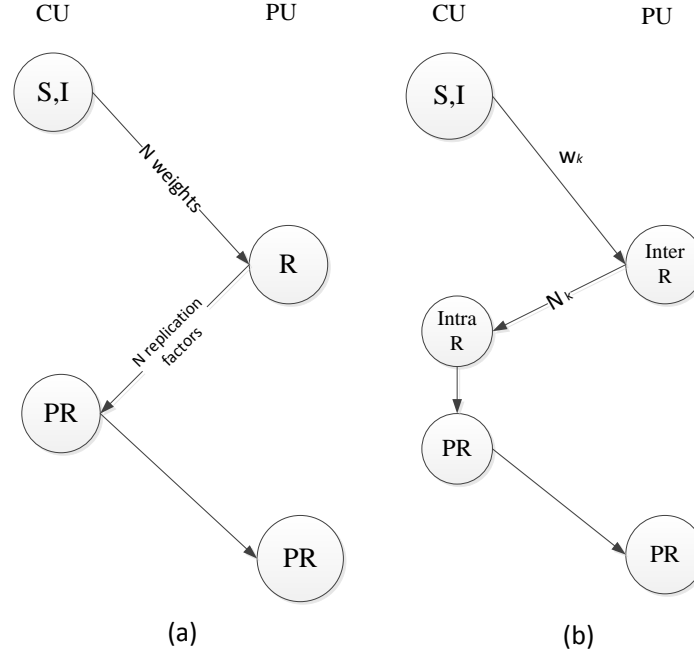 CU
PU
S,I
N weights
R
N replication
factors
PR
PR
(a)
CU
PU
S,I
wk
Inter
R
Nk
Intra
R
PR
PR
(b)